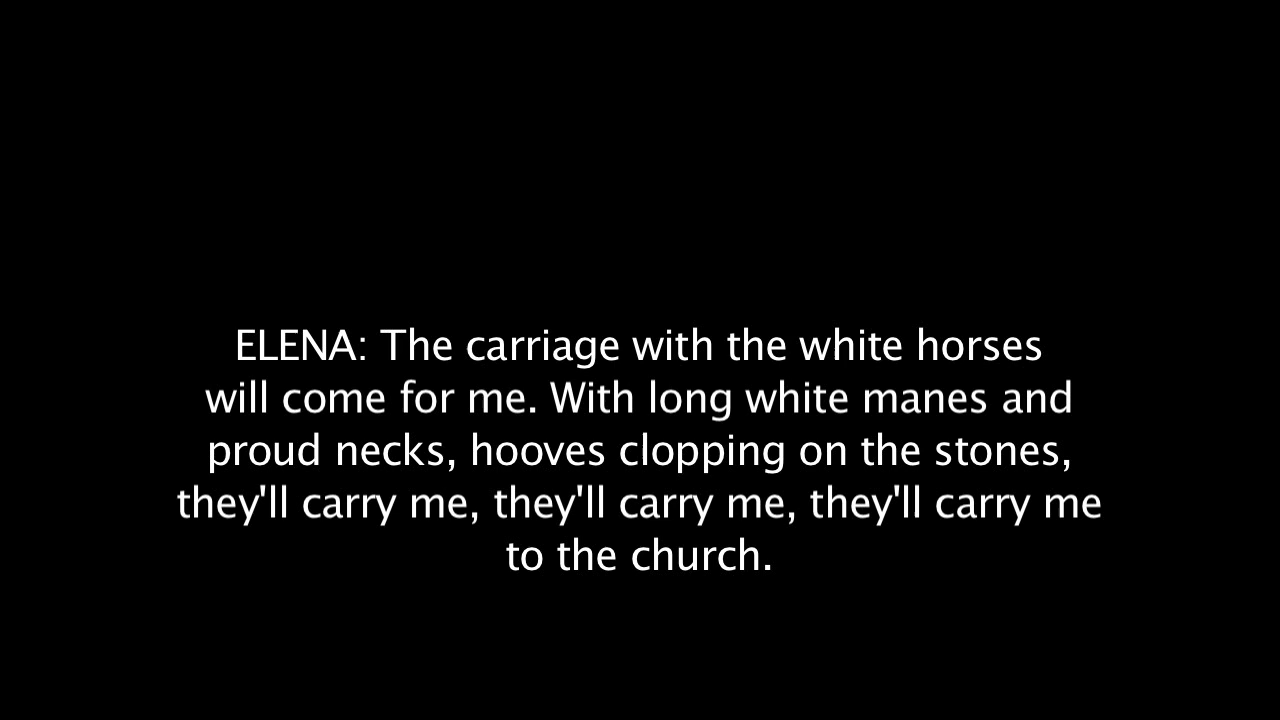 ELENA: The carriage with the white horses
will come for me. With long white manes and
proud necks, hooves clopping on the stones,
they'll carry me, they'll carry me, they'll carry me
to the church.